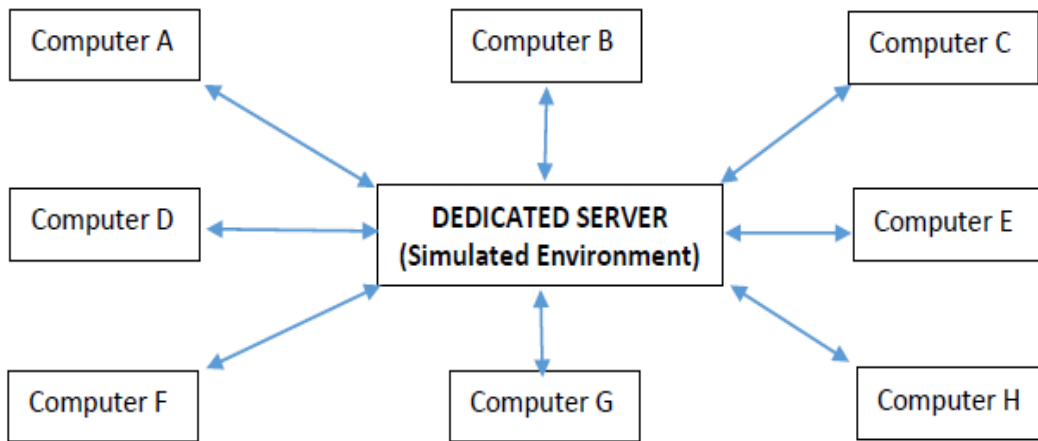 Computer A
Computer B
Computer C
Computer D
DEDICATED SERVER
(Simulated Environment)
Computer E
Computer F
Computer G
Computer H